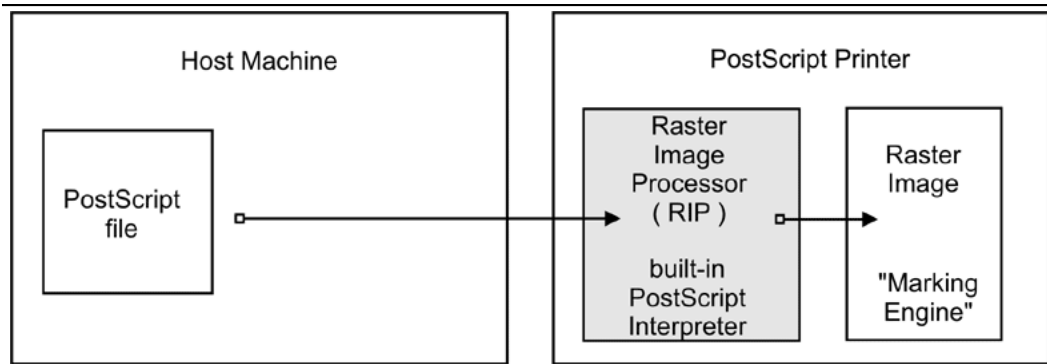 Host Machine
PostScript
file
PostScript Printer
Raster
Image
Processor
( RIP )
built-in
PostScript
Interpreter
Raster
Image
"Marking
Engine"